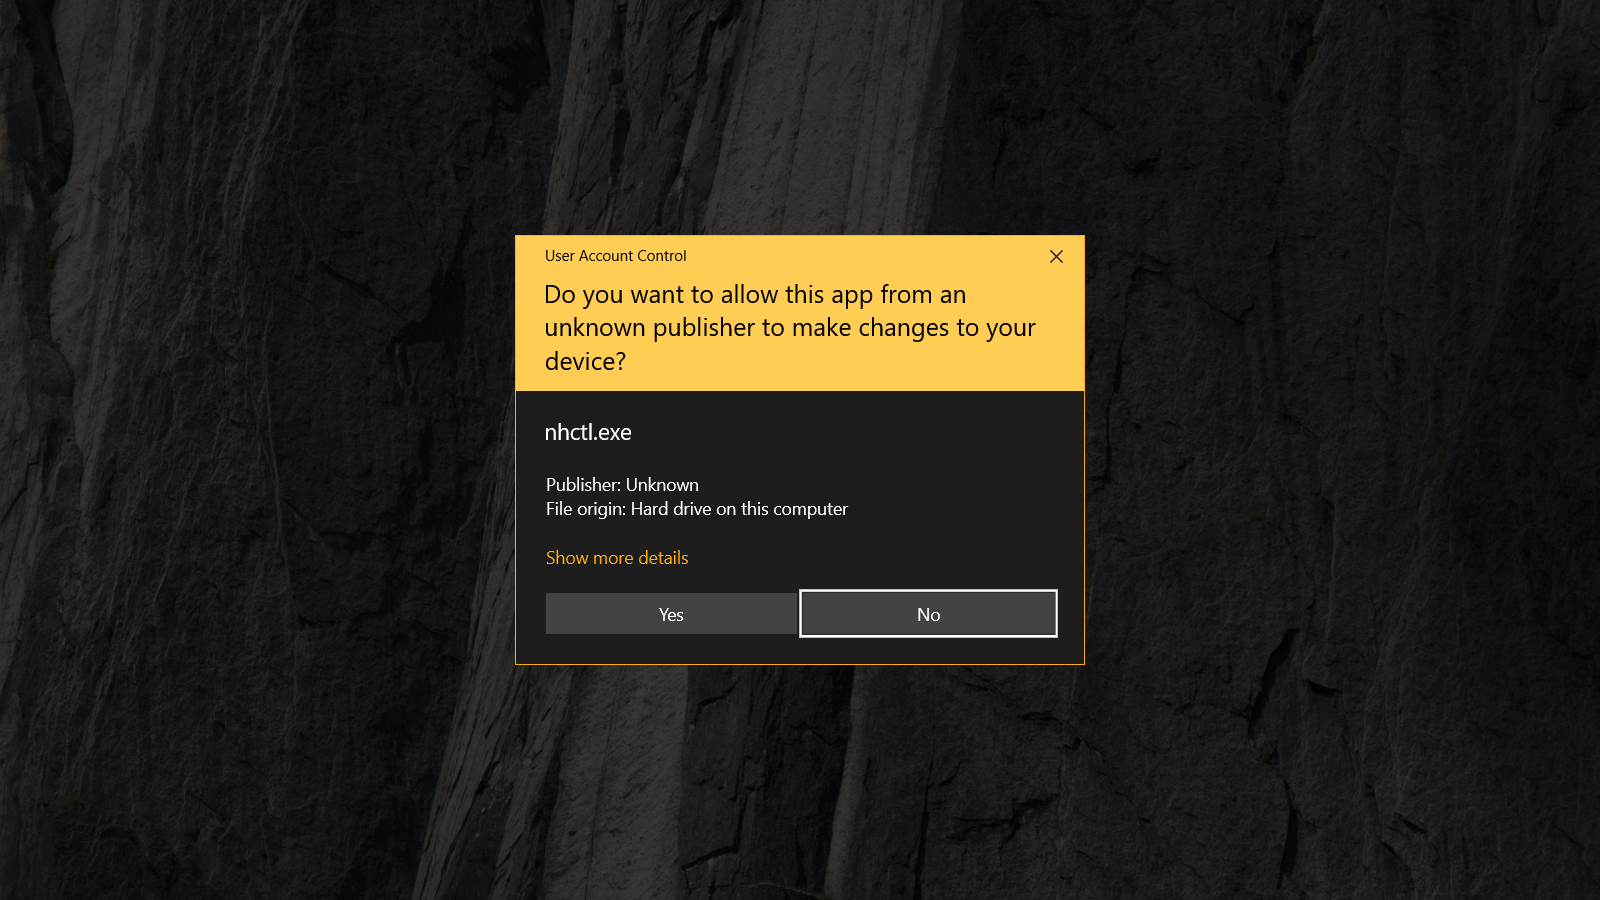 User Account Control
Do you want to allow this app from an
unknown publisher to make changes to your
device?
nhctl.exe
Publisher: Unknown
File origin: Hard drive on this computer
Show more details
Yes
No